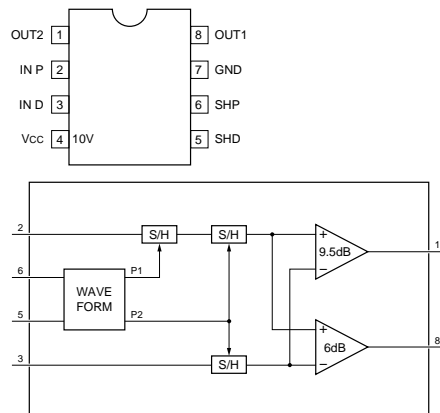 OUT2 1 8 OUT1
IN P 2 7 GND
IN D 3 6 SHP
VCC 4 10V 5 SHD
2 S/H S/H + 9.5dB − 1
6 P1
WAVE FORM
5 P2
+ 6dB − 8
3 S/H